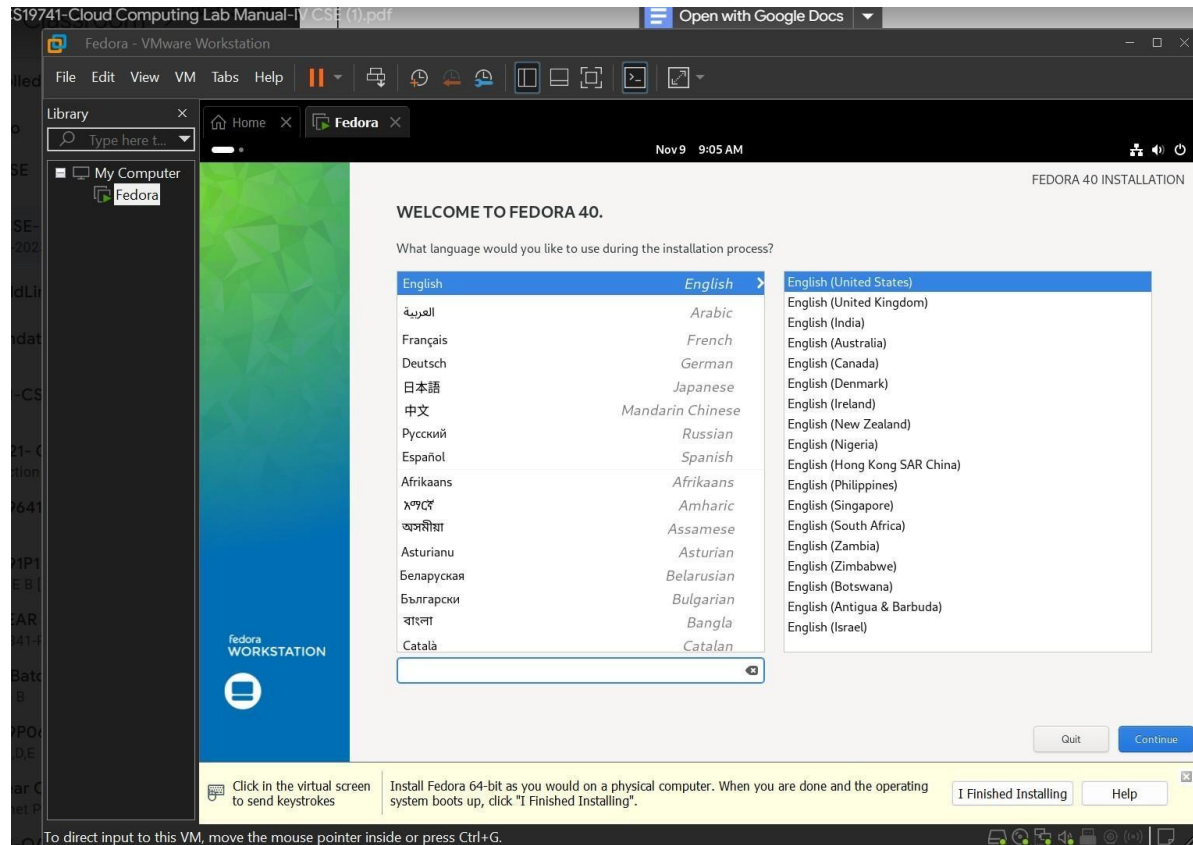 CS19741-Cloud Computing Lab Manual-IV CSE (1).pdf
Open with Google Docs
Fedora - VMware Workstation
File Edit View VM Tabs Help
Library
Type here t...
My Computer
Fedora
Home
Fedora
Nov 9 9:05 AM
FEDORA 40 INSTALLATION
WELCOME TO FEDORA 40.
What language would you like to use during the installation process?
English English
العربية Arabic
Français French
Deutsch German
日本語 Japanese
中文 Mandarin Chinese
Русский Russian
Español Spanish
Afrikaans Afrikaans
አማርኛ Amharic
অসমীয়া Assamese
Asturianu Asturian
Беларуская Belarusian
Български Bulgarian
বাংলা Bangla
Català Catalan
English (United States)
English (United Kingdom)
English (India)
English (Australia)
English (Canada)
English (Denmark)
English (Ireland)
English (New Zealand)
English (Nigeria)
English (Hong Kong SAR China)
English (Philippines)
English (Singapore)
English (South Africa)
English (Zambia)
English (Zimbabwe)
English (Botswana)
English (Antigua & Barbuda)
English (Israel)
fedora
WORKSTATION
Quit
Continue
Click in the virtual screen
to send keystrokes
Install Fedora 64-bit as you would on a physical computer. When you are done and the operating
system boots up, click "I Finished Installing".
I Finished Installing
Help
To direct input to this VM, move the mouse pointer inside or press Ctrl+G.